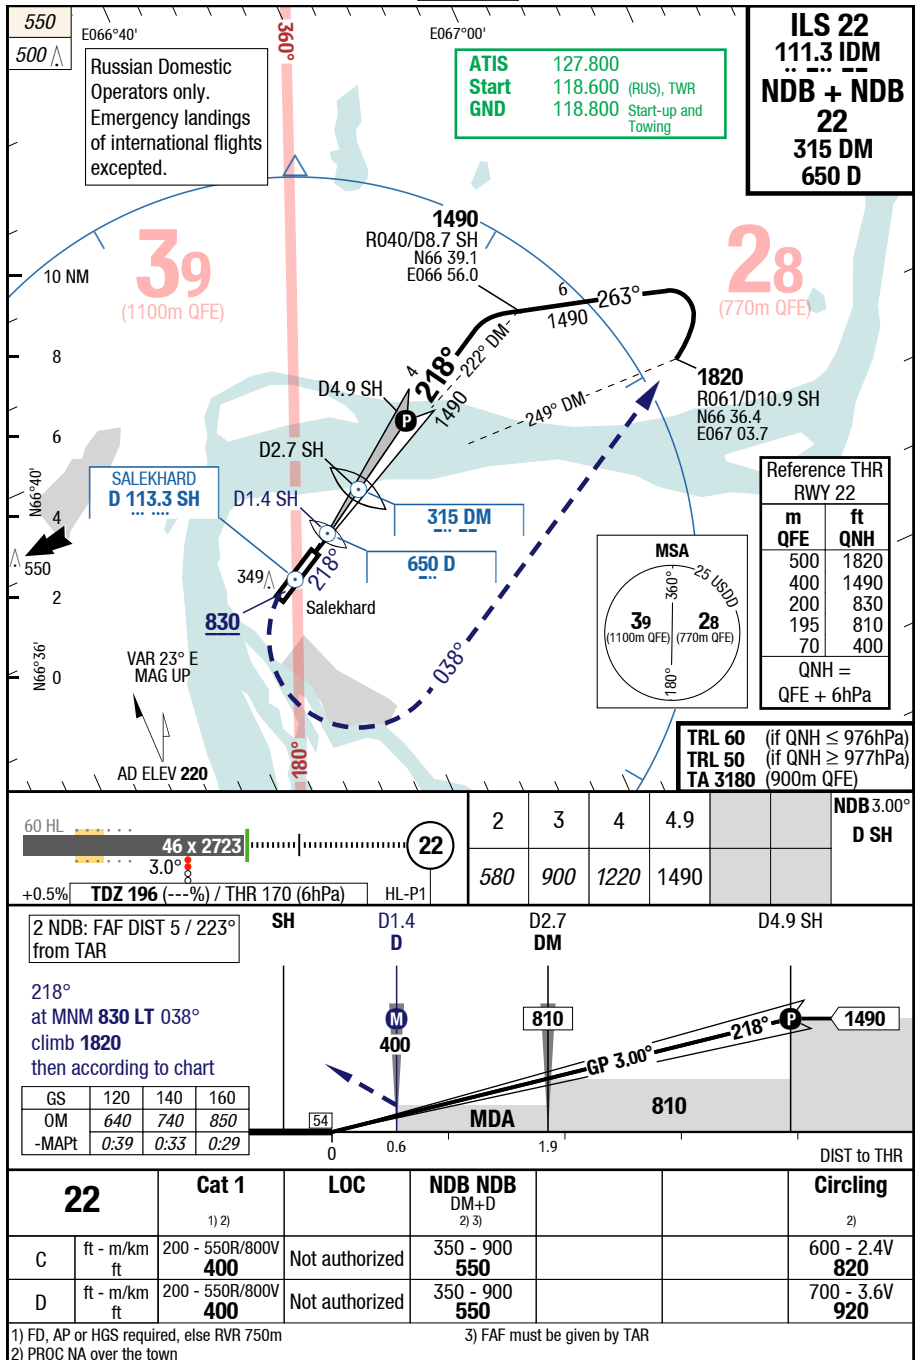 550
500
E066°40'
E067°00'
360°
Russian Domestic
Operators only.
Emergency landings
of international flights
excepted.
ATIS 127.800
Start 118.600 (RUS), TWR
GND 118.800 Start-up and
Towing
ILS 22
111.3 IDM
NDB + NDB
22
315 DM
650 D
39
(1100m QFE)
28
(770m QFE)
1490
R040/D8.7 SH
N66 39.1
E066 56.0
6
263°
1490
1820
R061/D10.9 SH
N66 36.4
E067 03.7
222° DM
249° DM
4
218°
1490
D4.9 SH
P
D2.7 SH
D1.4 SH
SALEKHARD
D 113.3 SH
315 DM
650 D
218°
349
Salekhard
830
038°
10 NM
8
6
4
2
0
N66°40'
N66°36'
550
VAR 23° E
MAG UP
AD ELEV 220
180°
MSA
25 USDD
360°
180°
39
(1100m QFE)
28
(770m QFE)
Reference THR
RWY 22
m ft
QFE QNH
500 1820
400 1490
200 830
195 810
70 400
QNH =
QFE + 6hPa
TRL 60 (if QNH ≤ 976hPa)
TRL 50 (if QNH ≥ 977hPa)
TA 3180 (900m QFE)
60 HL
46 x 2723
22
3.0°
+0.5%
TDZ 196 (---%) / THR 170 (6hPa)
HL-P1
2 3 4 4.9
580 900 1220 1490
NDB 3.00°
D SH
2 NDB: FAF DIST 5 / 223°
from TAR
SH
D1.4
D
D2.7
DM
D4.9 SH
218°
at MNM 830 LT 038°
climb 1820
then according to chart
M
400
810
218°
P
1490
GP 3.00°
MDA
810
54
0
0.6
1.9
DIST to THR
GS 120 140 160
OM 640 740 850
-MAPt 0:39 0:33 0:29
22
Cat 1
1) 2)
LOC
NDB NDB
DM+D
2) 3)
Circling
2)
C ft - m/km 200 - 550R/800V Not authorized 350 - 900 600 - 2.4V
ft 400 550 820
D ft - m/km 200 - 550R/800V Not authorized 350 - 900 700 - 3.6V
ft 400 550 920
1) FD, AP or HGS required, else RVR 750m
3) FAF must be given by TAR
2) PROC NA over the town